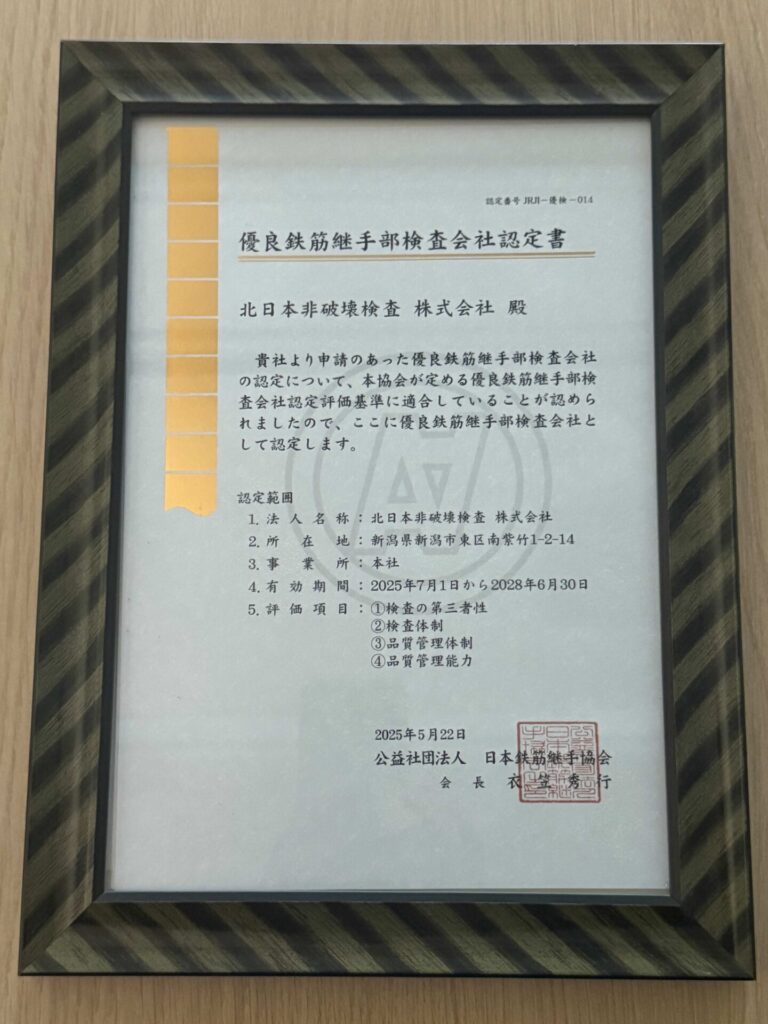 認定番号 JRJI－優検－014
優良鉄筋継手部検査会社認定書
北日本非破壊検査 株式会社 殿
貴社より申請のあった優良鉄筋継手部検査会社
の認定について、本協会が定める優良鉄筋継手部検
査会社認定評価基準に適合していることが認めら
れましたので、ここに優良鉄筋継手部検査会社と
して認定します。
認定範囲
1. 法人名称：北日本非破壊検査 株式会社
2. 所在地：新潟県新潟市東区南紫竹1-2-14
3. 事業所：本社
4. 有効期間：2025年7月1日から2028年6月30日
5. 評価項目：①検査の第三者性
②検査体制
③品質管理体制
④品質管理能力
2025年5月22日
公益社団法人 日本鉄筋継手協会
会長 衣笠秀行